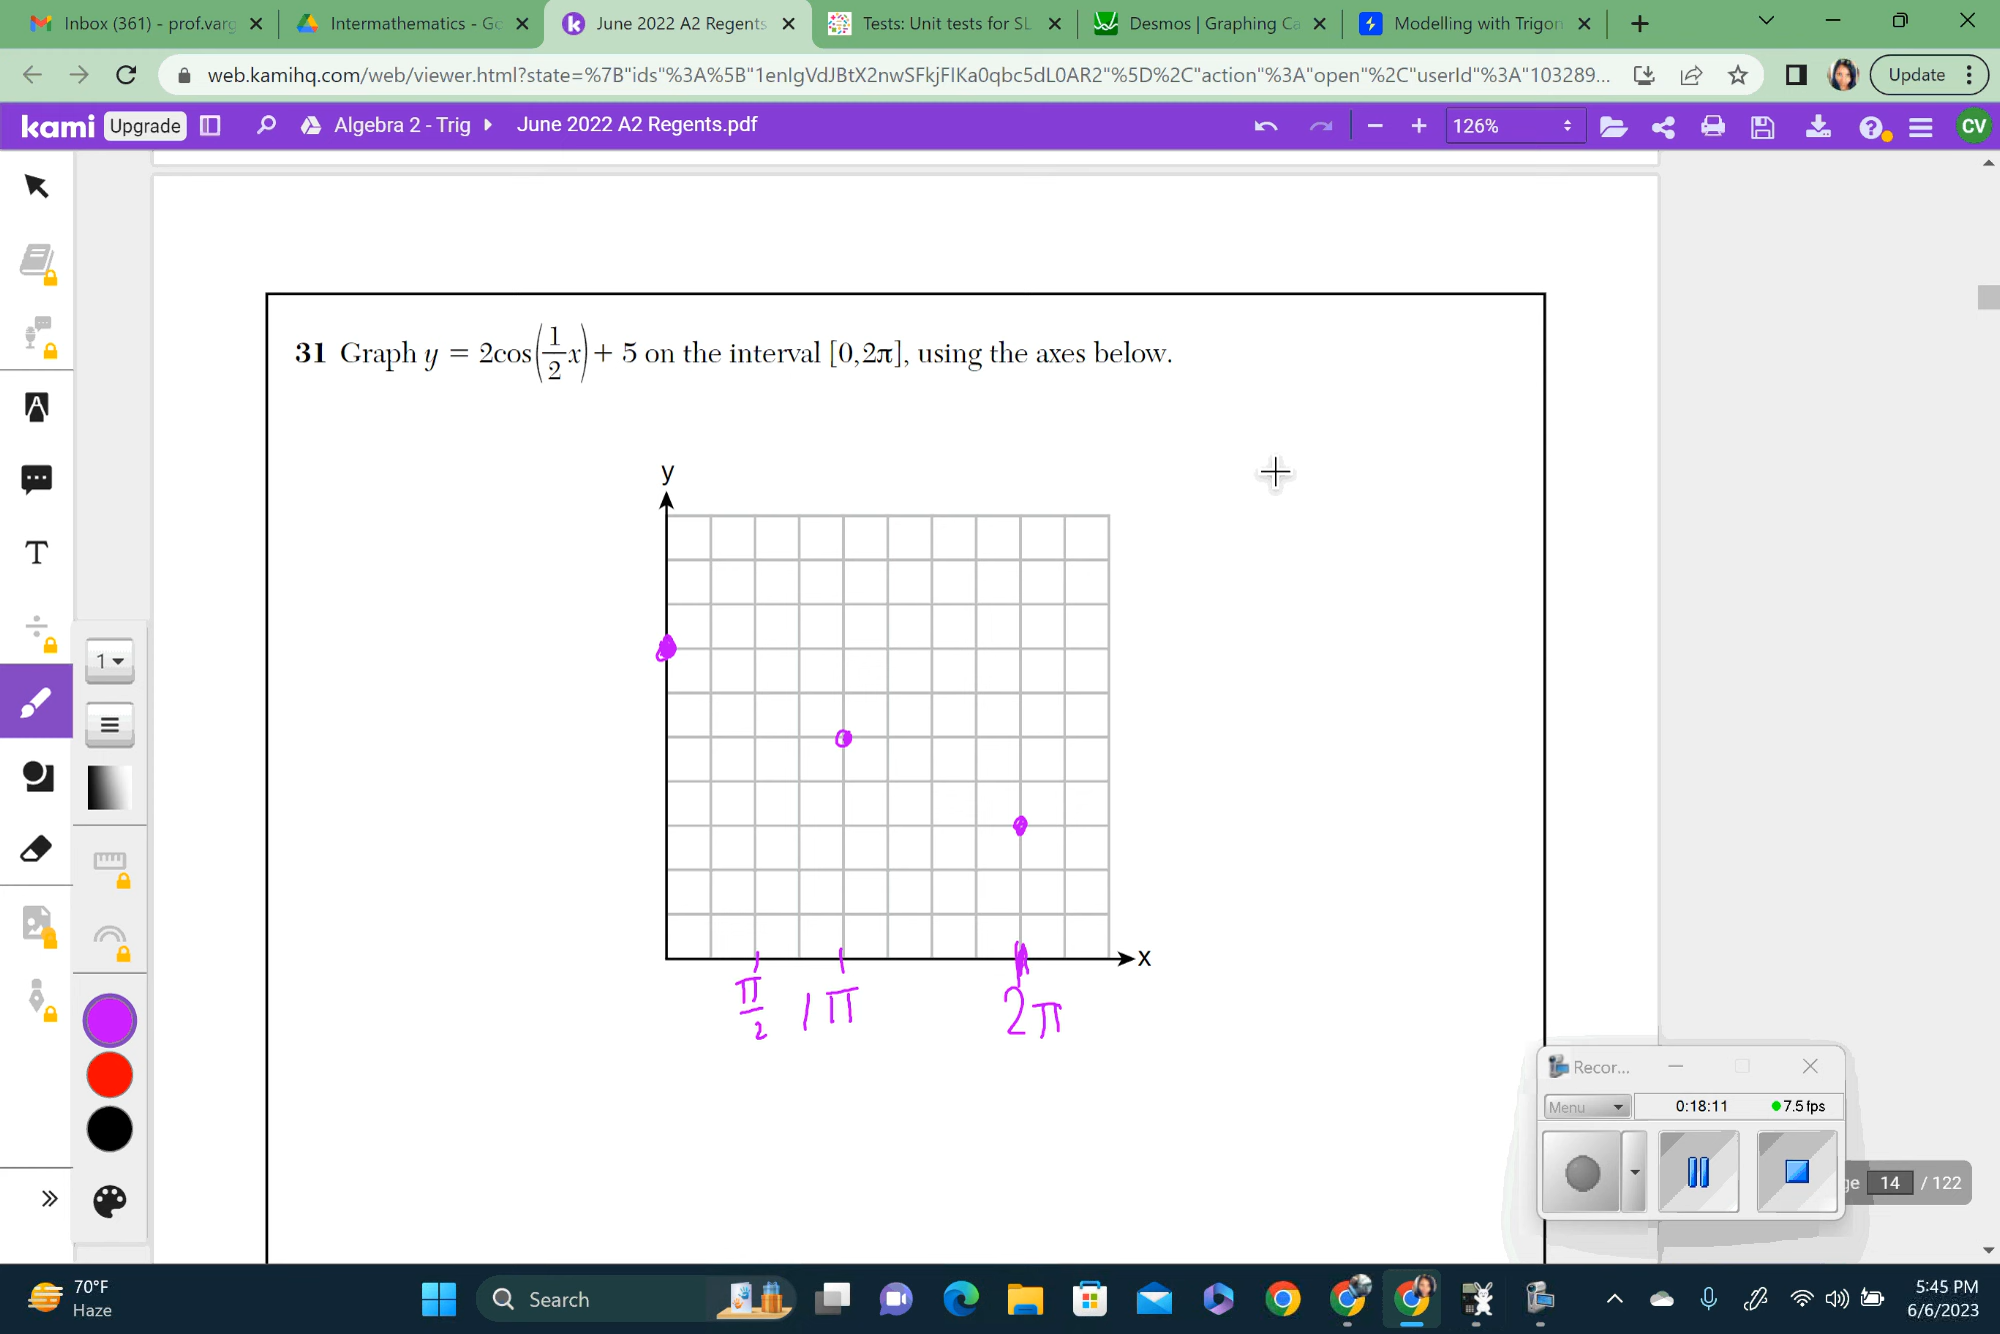 Inbox (361) - prof.varg
Intermathematics - Go
June 2022 A2 Regents
Tests: Unit tests for SL
Desmos | Graphing Ca
Modelling with Trigon
web.kamihq.com/web/viewer.html?state=%7B"ids"%3A%5B"1enIgVdJBtX2nwSFkjFIKa0qbc5dL0AR2"%5D%2C"action"%3A"open"%2C"userId"%3A"103289...
Update
kami Upgrade
Algebra 2 - Trig
June 2022 A2 Regents.pdf
126%
CV
31 Graph y = 2cos(1/2 x) + 5 on the interval [0,2π], using the axes below.
y
x
π/2
1π
2π
T
1
Recor...
Menu
0:18:11
7.5 fps
ge 14 / 122
70°F
Haze
Search
5:45 PM
6/6/2023